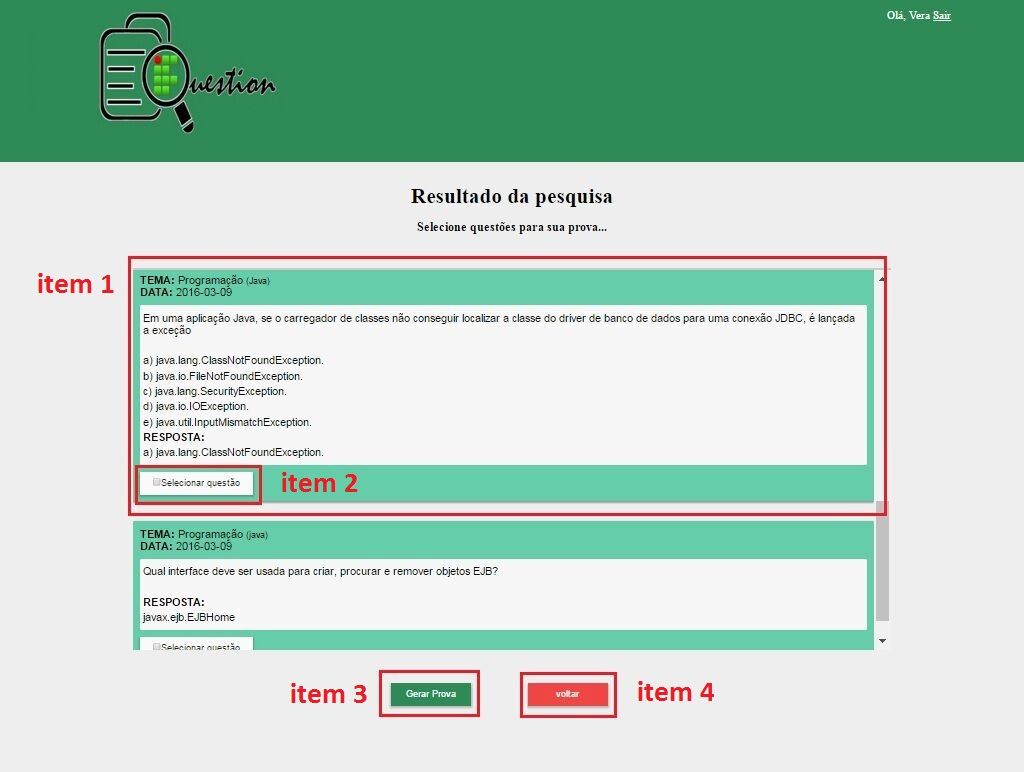 Olá, Vera Sair
uestion
Resultado da pesquisa
Selecione questões para sua prova...
item 1
TEMA: Programação (Java)
DATA: 2016-03-09
Em uma aplicação Java, se o carregador de classes não conseguir localizar a classe do driver de banco de dados para uma conexão JDBC, é lançada
a exceção
a) java.lang.ClassNotFoundException.
b) java.io.FileNotFoundException.
c) java.lang.SecurityException.
d) java.io.IOException.
e) java.util.InputMismatchException.
RESPOSTA:
a) java.lang.ClassNotFoundException.
Selecionar questão
item 2
TEMA: Programação (java)
DATA: 2016-03-09
Qual interface deve ser usada para criar, procurar e remover objetos EJB?
RESPOSTA:
javax.ejb.EJBHome
Selecionar questão
item 3
Gerar Prova
voltar
item 4